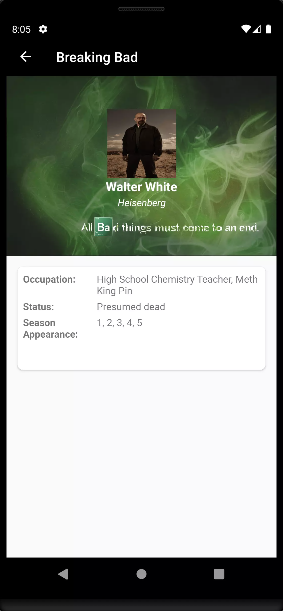 8:05
Breaking Bad
Walter White
Heisenberg
All Bad things must come to an end.
Occupation: High School Chemistry Teacher, Meth
King Pin
Status: Presumed dead
Season 1, 2, 3, 4, 5
Appearance: